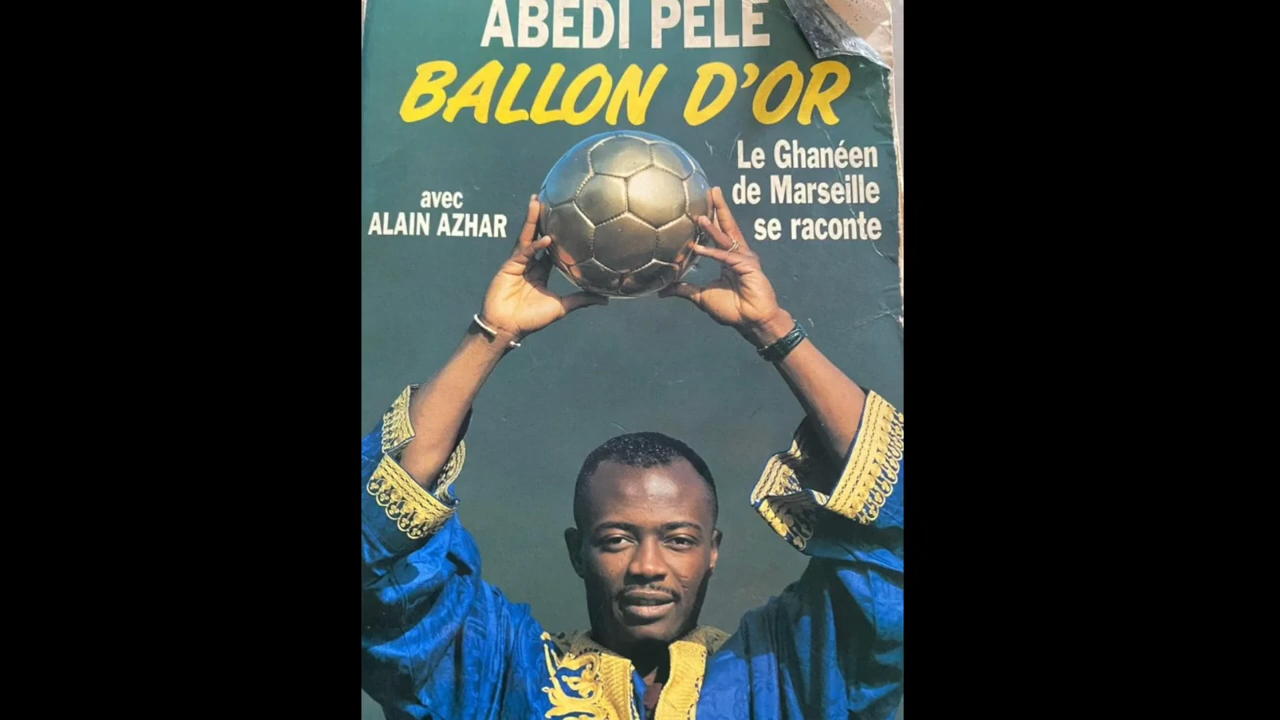 ABEDI PELE
BALLON D'OR
Le Ghanéen
de Marseille
se raconte
avec
ALAIN AZHAR